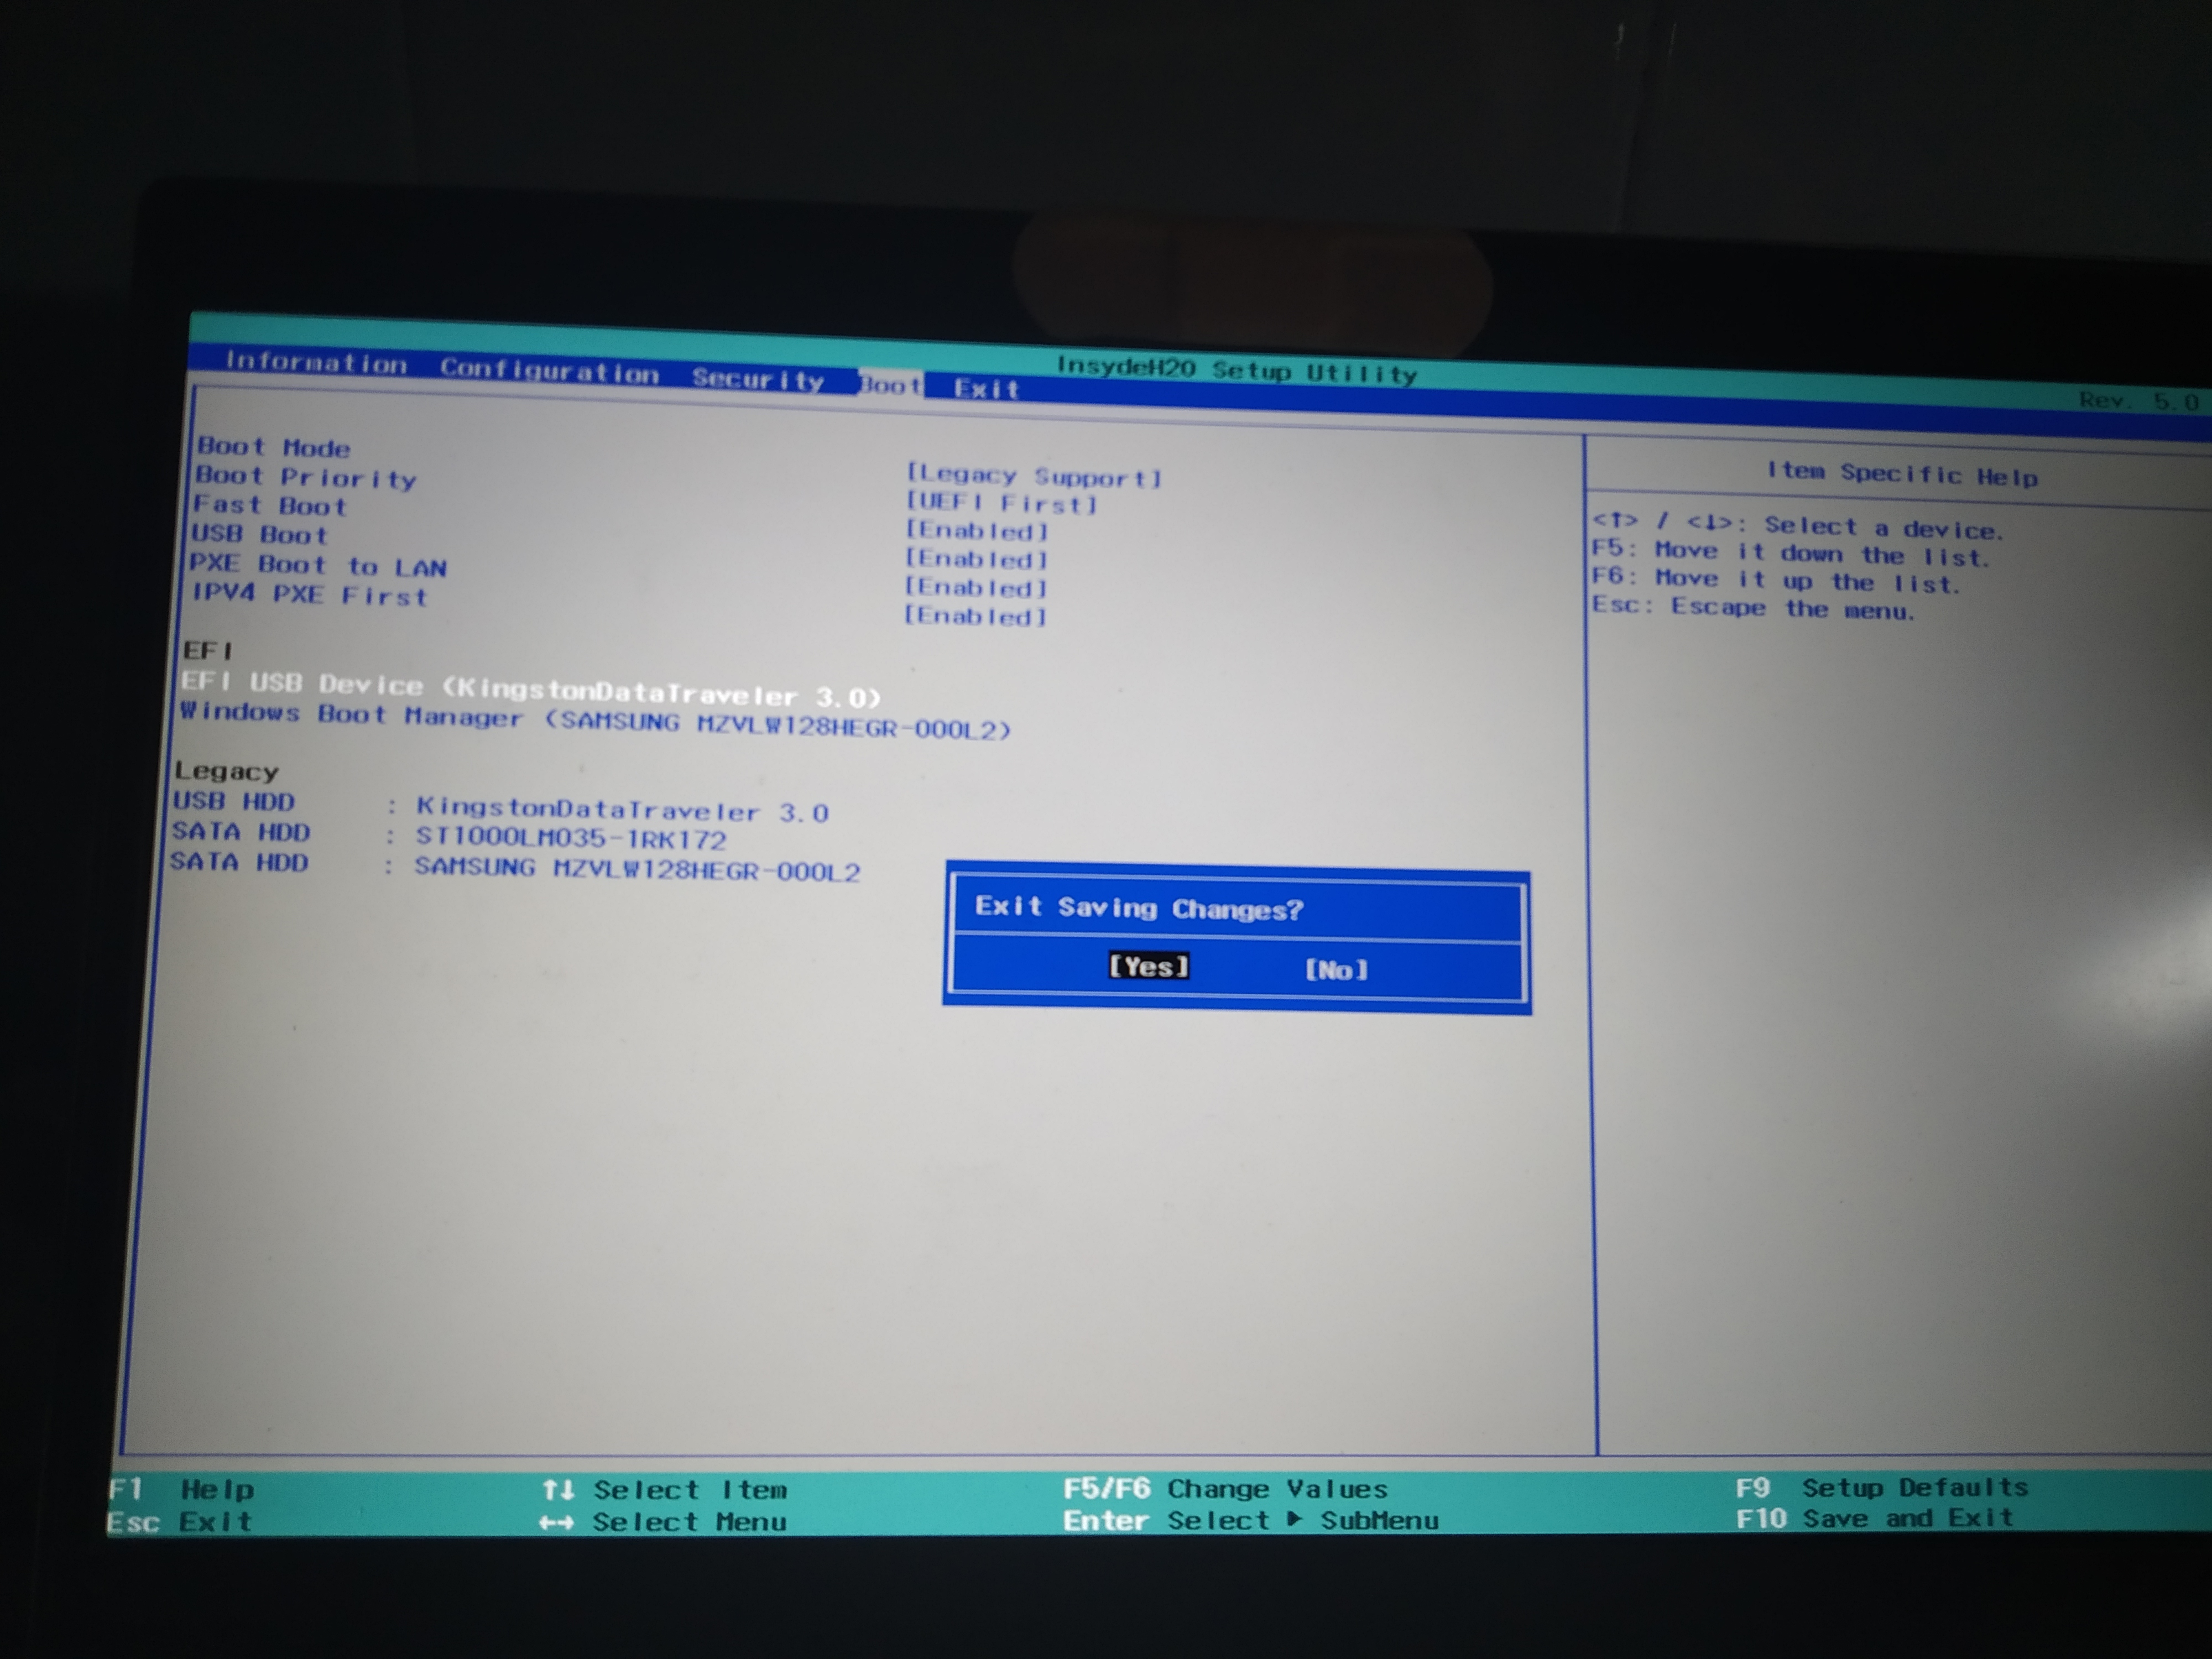 InsydeH20 Setup Utility
Rev. 5.0
Information Configuration Security Boot Exit
Boot Mode [Legacy Support]
Boot Priority [UEFI First]
Fast Boot [Enabled]
USB Boot [Enabled]
PXE Boot to LAN [Enabled]
IPV4 PXE First [Enabled]
EFI
EFI USB Device (KingstonDataTraveler 3.0)
Windows Boot Manager (SAMSUNG MZVLW128HEGR-000L2)
Legacy
USB HDD : KingstonDataTraveler 3.0
SATA HDD : ST1000LM035-1RK172
SATA HDD : SAMSUNG MZVLW128HEGR-000L2
Exit Saving Changes?
[Yes] [No]
Item Specific Help
<↑> / <↓>: Select a device.
F5: Move it down the list.
F6: Move it up the list.
Esc: Escape the menu.
F1 Help ↑↓ Select Item F5/F6 Change Values F9 Setup Defaults
Esc Exit ←→ Select Menu Enter Select ▶ SubMenu F10 Save and Exit